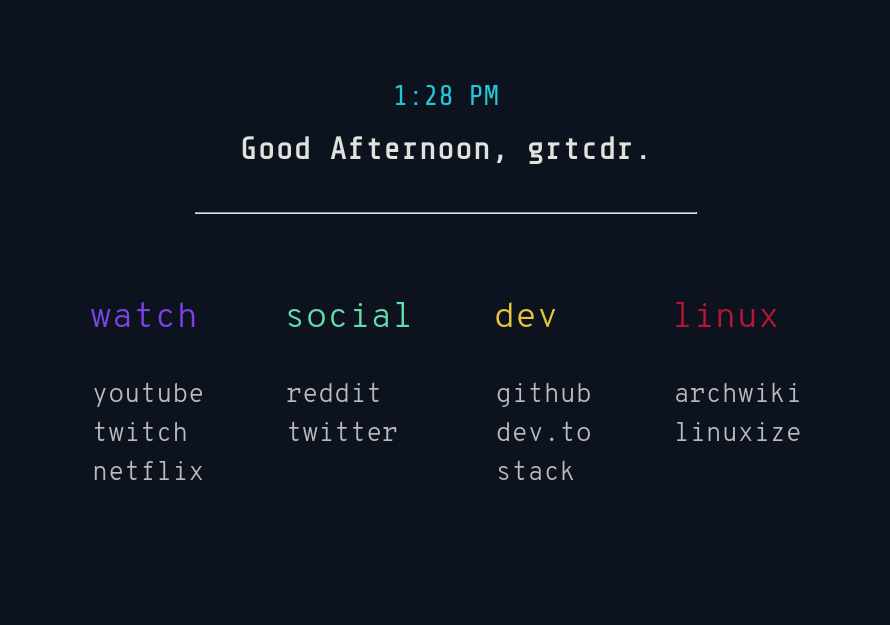 1:28 PM
Good Afternoon, grtcdr.
watch
youtube
twitch
netflix
social
reddit
twitter
dev
github
dev.to
stack
linux
archwiki
linuxize